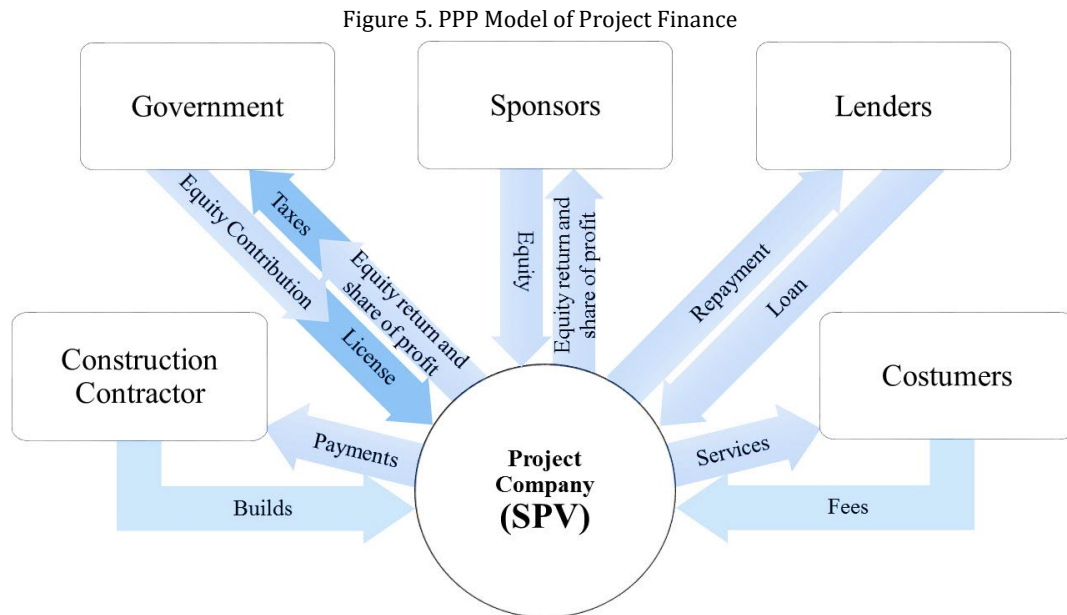 Figure 5. PPP Model of Project Finance
Government
Sponsors
Lenders
Equity Contribution
Taxes
License
Equity return and
share of profit
Equity
Equity return and
share of profit
Repayment
Loan
Construction
Contractor
Costumers
Payments
Builds
Project
Company
(SPV)
Services
Fees